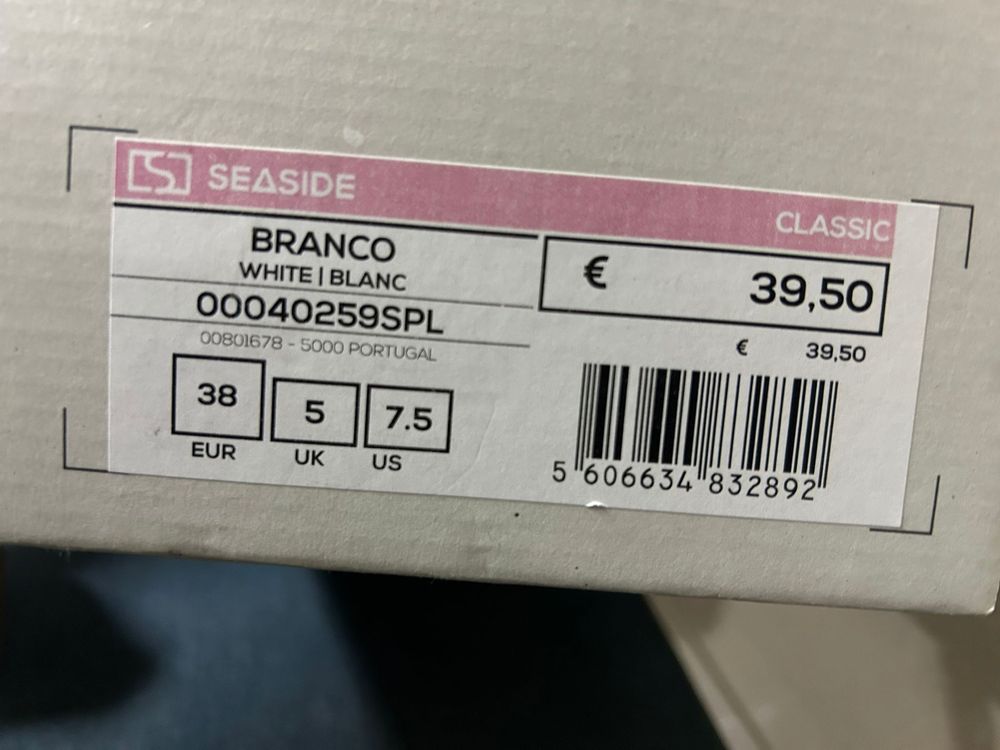 SEASIDE
CLASSIC
BRANCO
WHITE | BLANC
00040259SPL
00801678 - 5000 PORTUGAL
€ 39,50
€ 39,50
38 5 7.5
EUR UK US
5 606634 832892